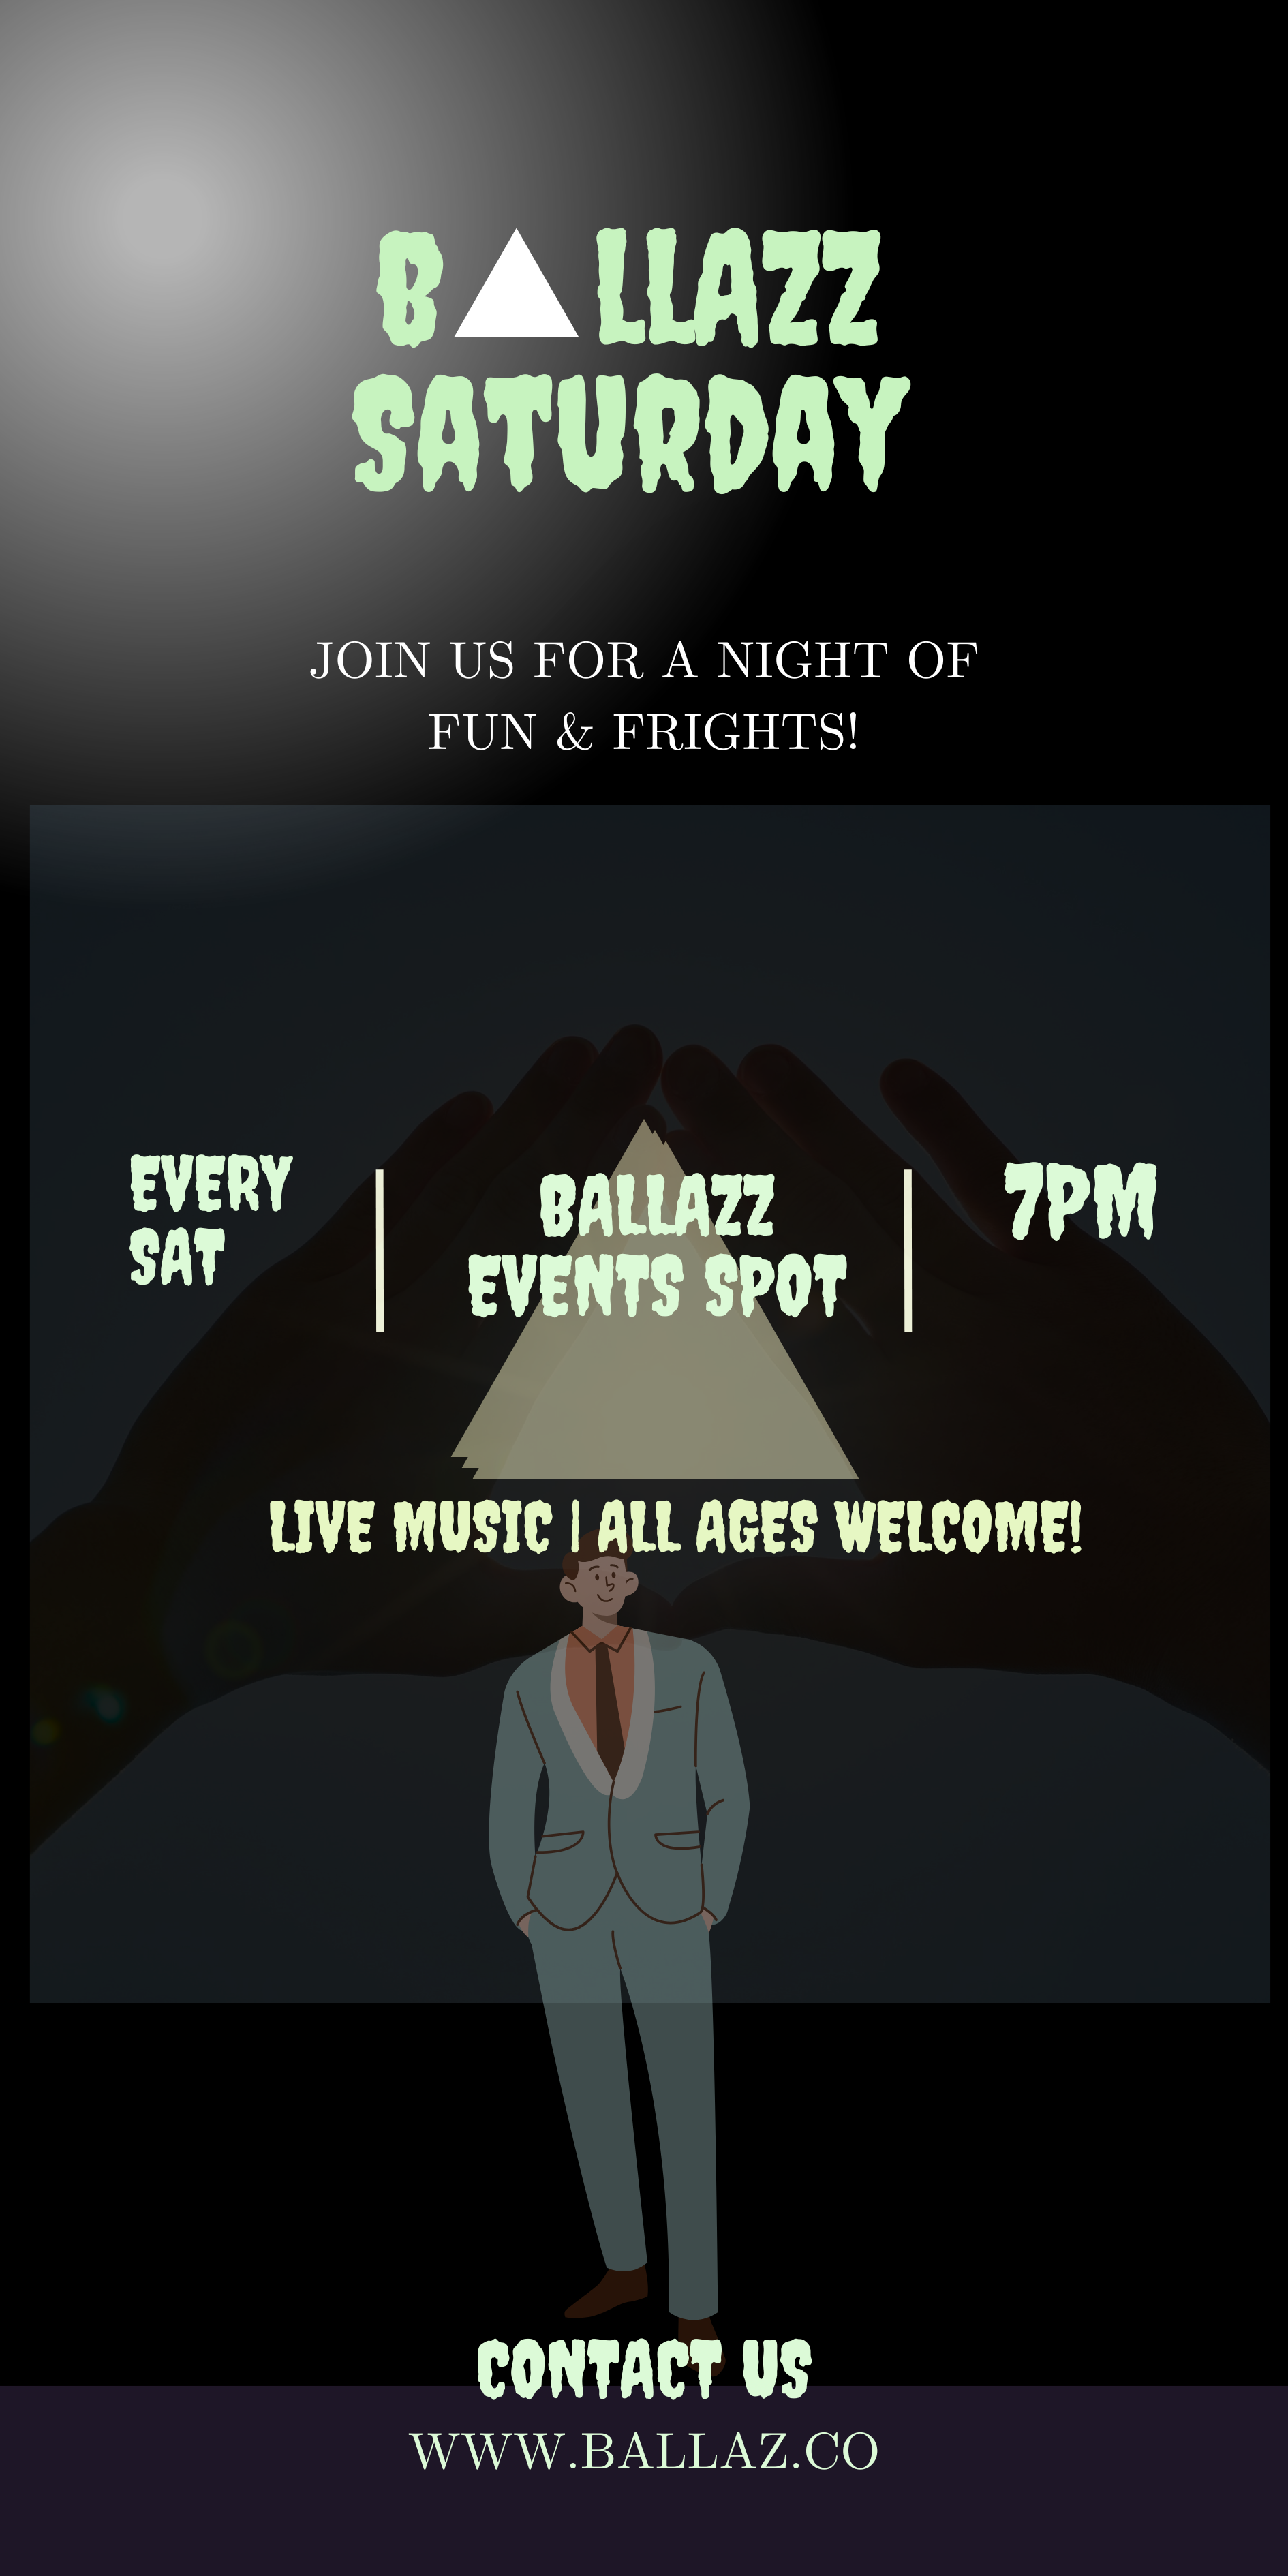 B▲LLAZZ
SATURDAY
JOIN US FOR A NIGHT OF
FUN & FRIGHTS!
EVERY
SAT
BALLAZZ
EVENTS SPOT
7PM
LIVE MUSIC | ALL AGES WELCOME!
CONTACT US
WWW.BALLAZ.CO